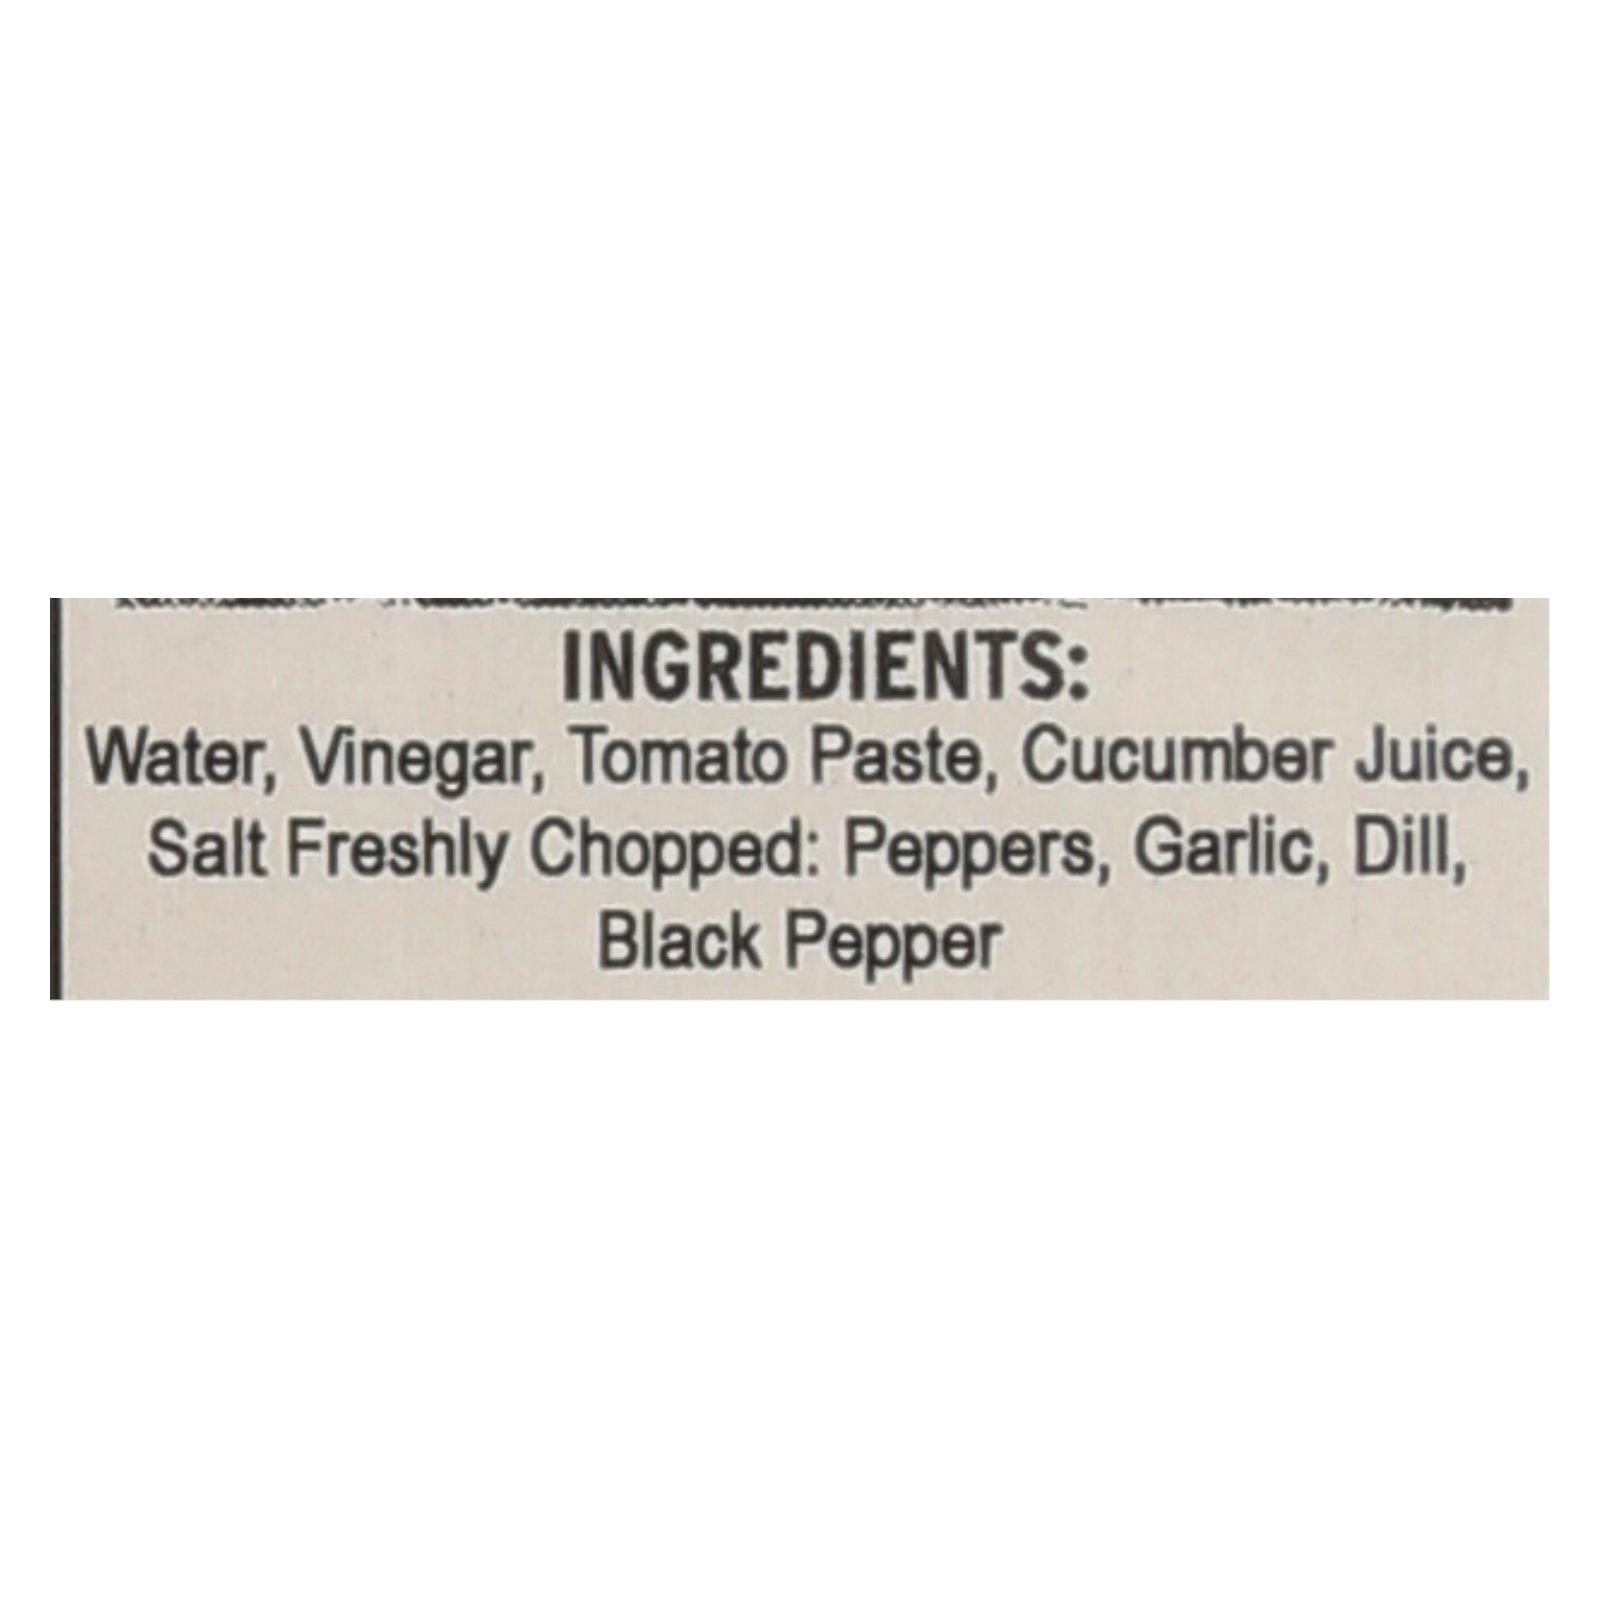 INGREDIENTS:
Water, Vinegar, Tomato Paste, Cucumber Juice,
Salt Freshly Chopped: Peppers, Garlic, Dill,
Black Pepper